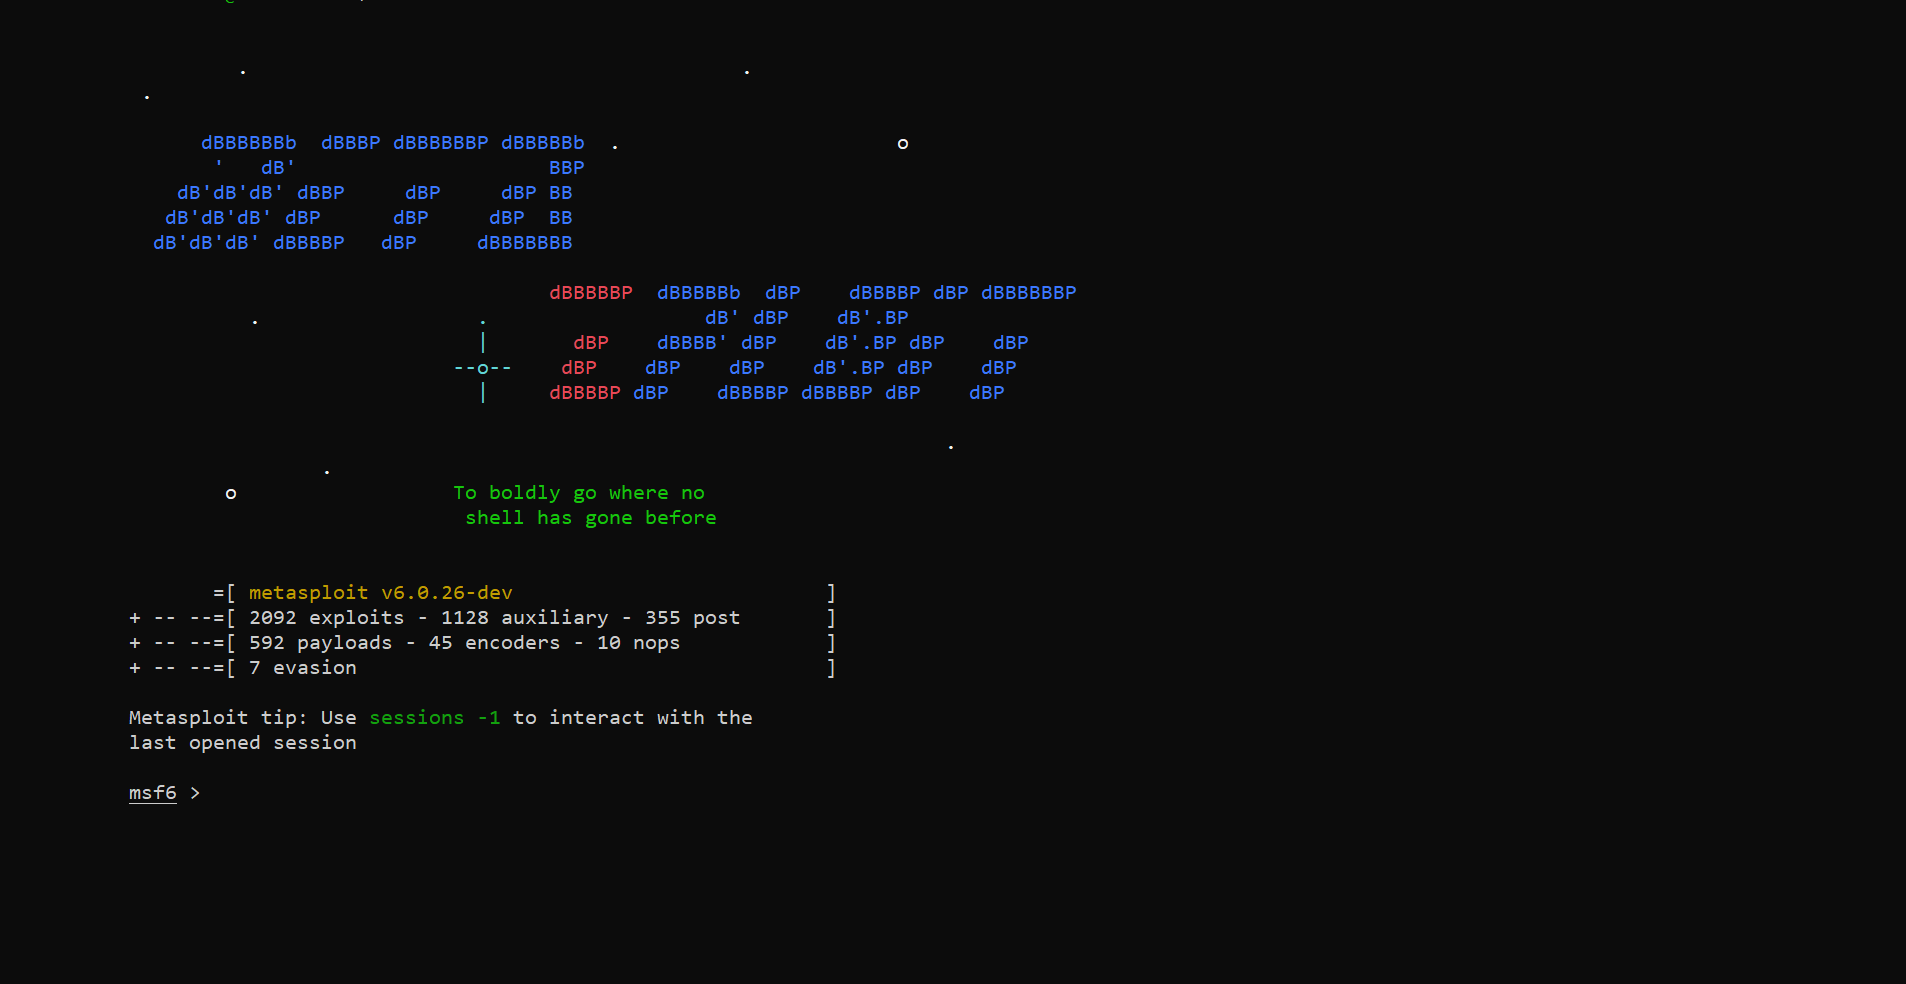 .                                         .
.
dBBBBBBb  dBBBP dBBBBBBP dBBBBBb  .                       o
'   dB'                     BBP
dB'dB'dB' dBBP     dBP     dBP BB
dB'dB'dB' dBP      dBP     dBP  BB
dB'dB'dB' dBBBBP   dBP     dBBBBBBB
dBBBBBP  dBBBBBb  dBP    dBBBBP dBP dBBBBBBP
.                  .                  dB' dBP    dB'.BP
|       dBP    dBBBB' dBP    dB'.BP dBP    dBP
--o--    dBP    dBP    dBP    dB'.BP dBP    dBP
|     dBBBBP dBP    dBBBBP dBBBBP dBP    dBP
.
.
o                  To boldly go where no
shell has gone before
=[ metasploit v6.0.26-dev                          ]
+ -- --=[ 2092 exploits - 1128 auxiliary - 355 post       ]
+ -- --=[ 592 payloads - 45 encoders - 10 nops            ]
+ -- --=[ 7 evasion                                       ]
Metasploit tip: Use sessions -1 to interact with the
last opened session
msf6 >